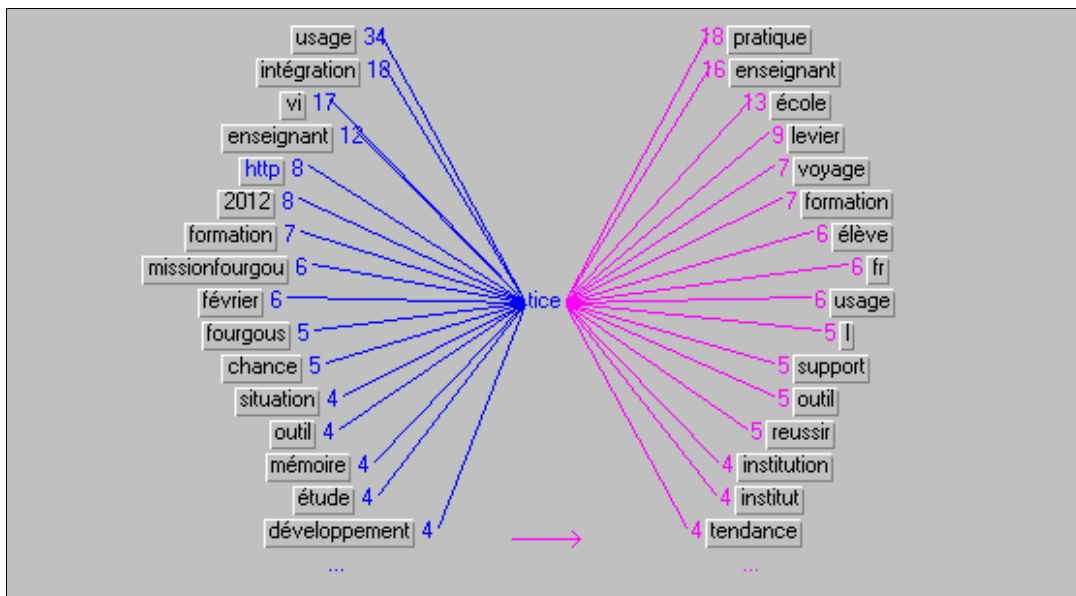 usage 34 18 pratique
intégration 18 16 enseignant
vi 17 13 école
enseignant 12 9 levier
http 8 7 voyage
2012 8 7 formation
formation 7 6 élève
missionfourgou 6 6 fr
février 6 tice 6 usage
fourgous 5 5 l
chance 5 5 support
situation 4 5 outil
outil 4 5 reussir
mémoire 4 4 institution
étude 4 4 institut
développement 4 4 tendance
... ...